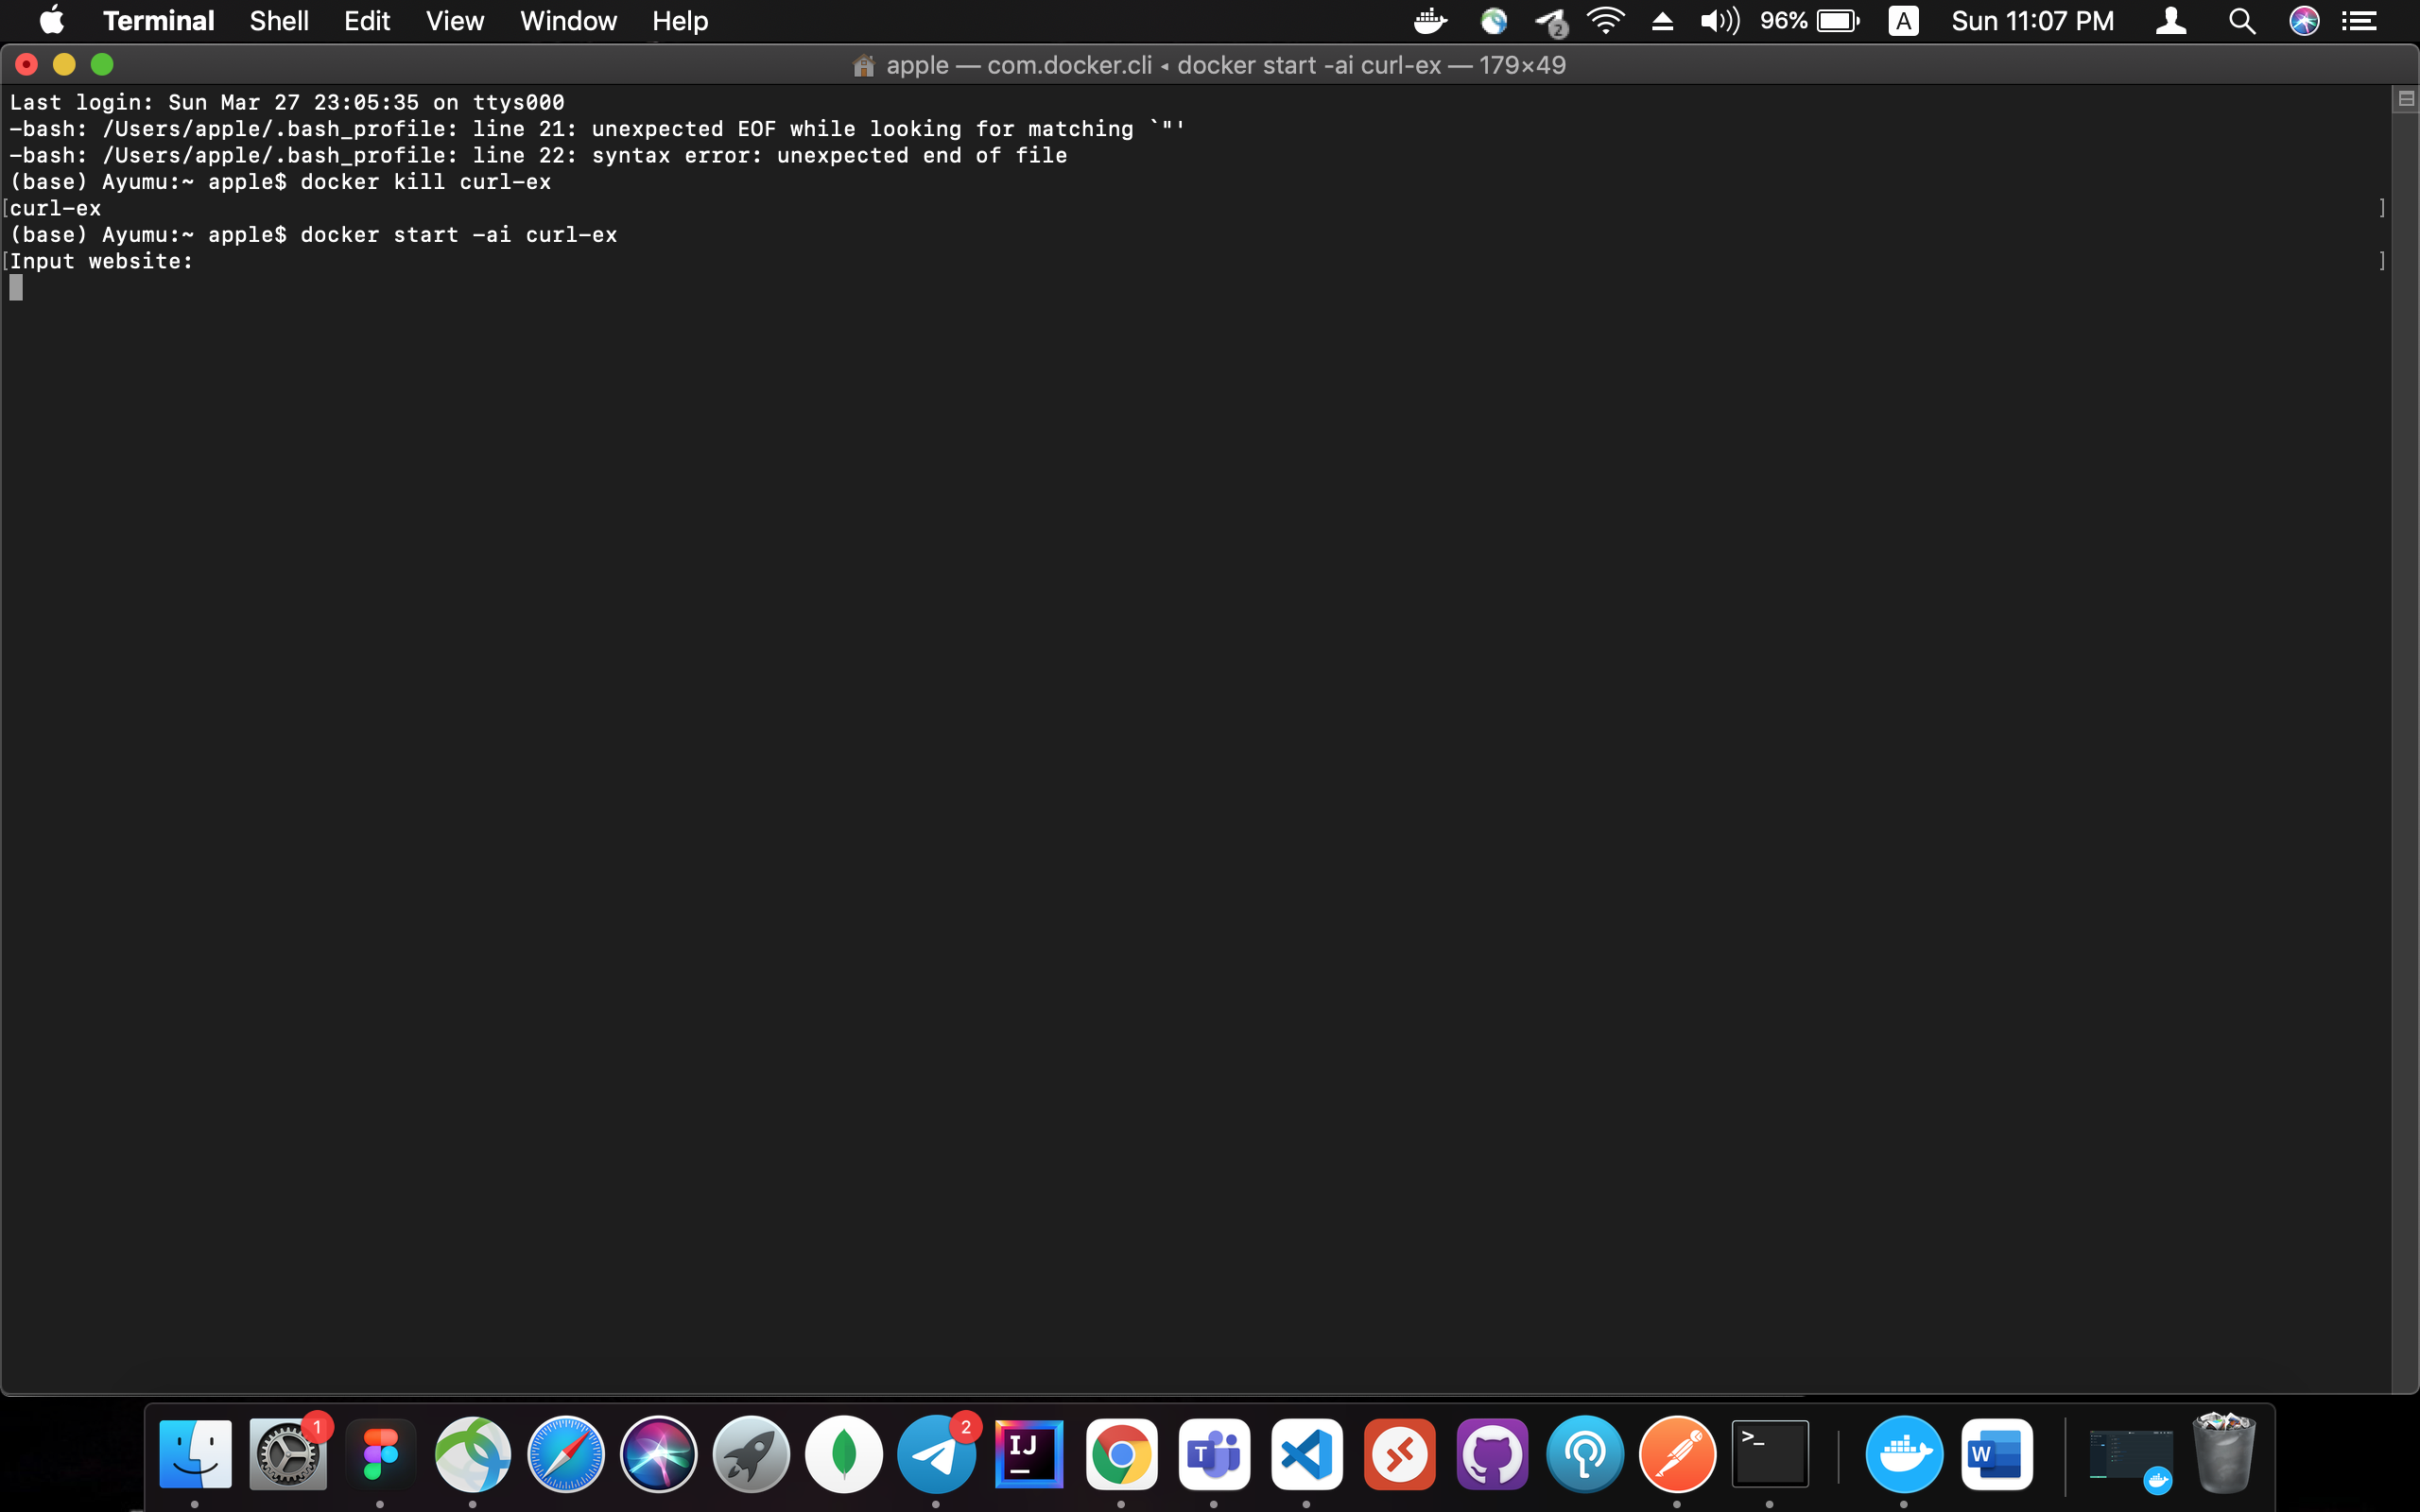 Terminal Shell Edit View Window Help 2 96% A Sun 11:07 PM
apple — com.docker.cli ◂ docker start -ai curl-ex — 179×49
Last login: Sun Mar 27 23:05:35 on ttys000
-bash: /Users/apple/.bash_profile: line 21: unexpected EOF while looking for matching `"'
-bash: /Users/apple/.bash_profile: line 22: syntax error: unexpected end of file
(base) Ayumu:~ apple$ docker kill curl-ex
[curl-ex ]
(base) Ayumu:~ apple$ docker start -ai curl-ex
[Input website: ]
1 2 IJ T >_ W